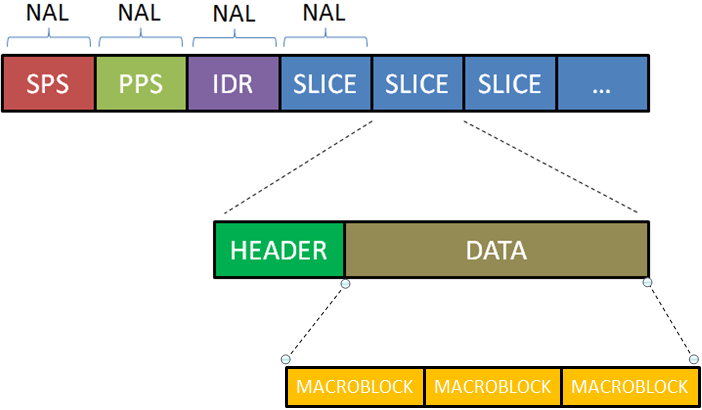 NAL NAL NAL NAL
SPS PPS IDR SLICE SLICE SLICE ...
HEADER DATA
MACROBLOCK MACROBLOCK MACROBLOCK